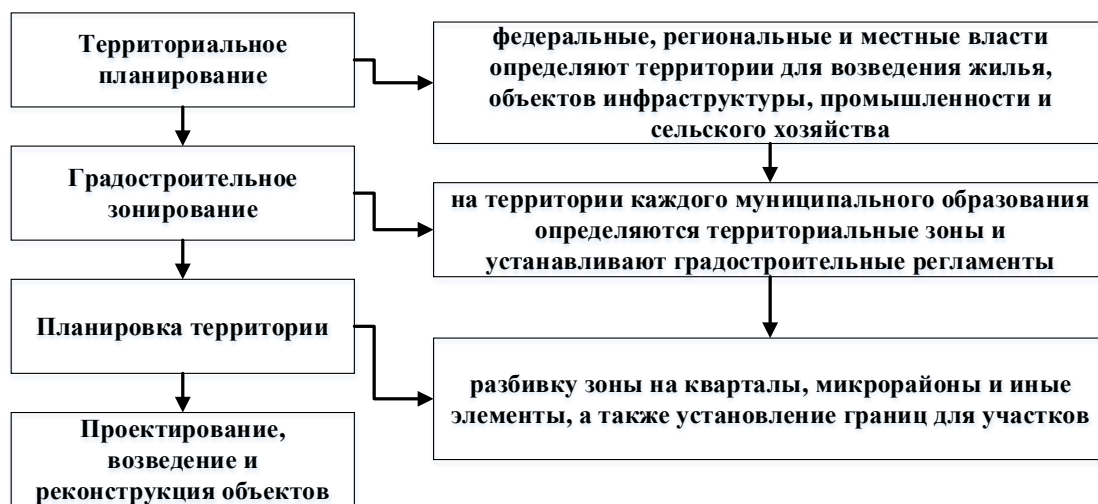 Территориальное
планирование
федеральные, региональные и местные власти
определяют территории для возведения жилья,
объектов инфраструктуры, промышленности и
сельского хозяйства
Градостроительное
зонирование
на территории каждого муниципального образования
определяются территориальные зоны и
устанавливают градостроительные регламенты
Планировка территории
разбивку зоны на кварталы, микрорайоны и иные
элементы, а также установление границ для участков
Проектирование,
возведение и
реконструкция объектов